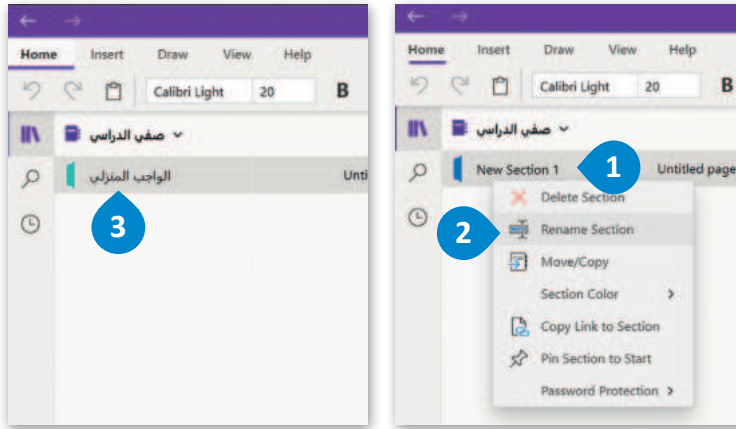 Home Insert Draw View Help
Calibri Light 20 B
صفي الدراسي
الواجب المنزلي Unti
3
Home Insert Draw View Help
Calibri Light 20 B
صفي الدراسي
New Section 1 Untitled page
1
Delete Section
2
Rename Section
Move/Copy
Section Color
Copy Link to Section
Pin Section to Start
Password Protection